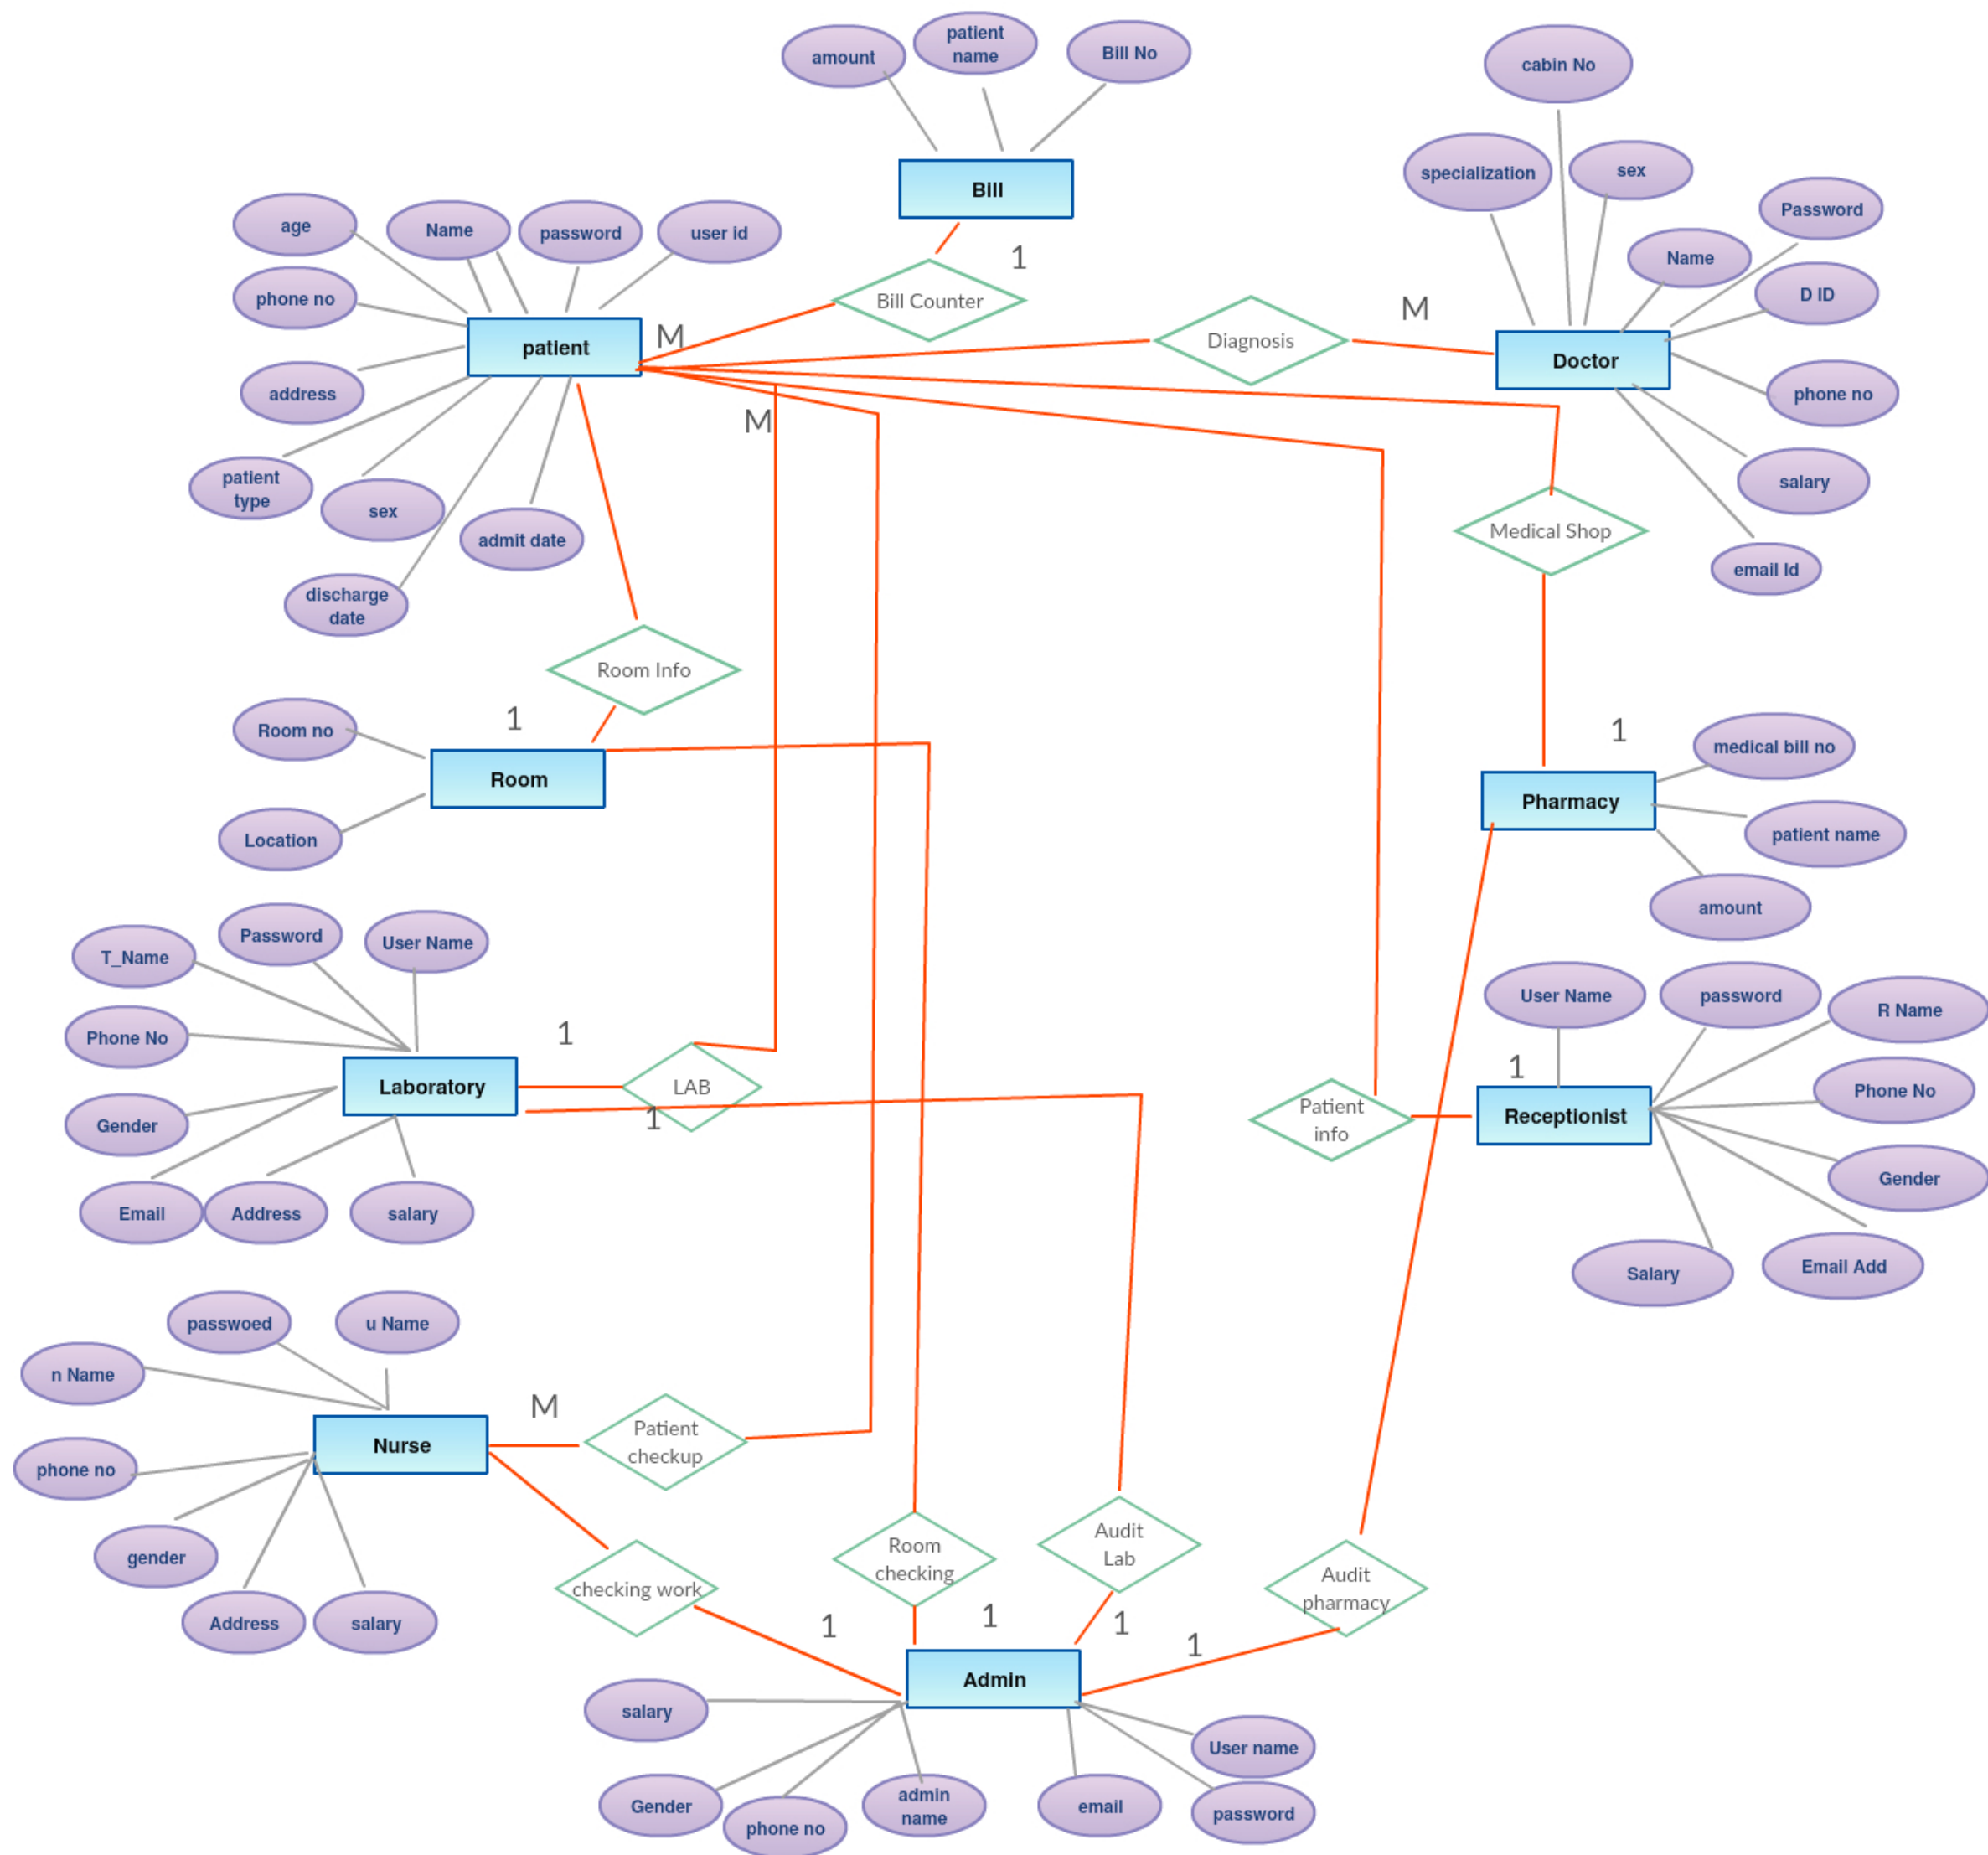 amount
patient
name
Bill No
cabin No
specialization
sex
Password
Bill
age
Name
password
user id
Name
D ID
1
Bill Counter
phone no
M
patient
M
Diagnosis
Doctor
address
M
phone no
patient
type
sex
admit date
salary
Medical Shop
email Id
discharge
date
Room Info
1
Room no
Room
Location
1
medical bill no
Pharmacy
patient name
amount
T_Name
Password
User Name
User Name
password
R Name
Phone No
1
Laboratory
LAB
1
Gender
Patient
info
1
Receptionist
Phone No
Gender
Email
Address
salary
Salary
Email Add
passwoed
u Name
n Name
M
Nurse
Patient
checkup
phone no
gender
Address
salary
checking work
Room
checking
Audit
Lab
Audit
pharmacy
1
1
1
1
Admin
salary
Gender
phone no
admin
name
email
User name
password